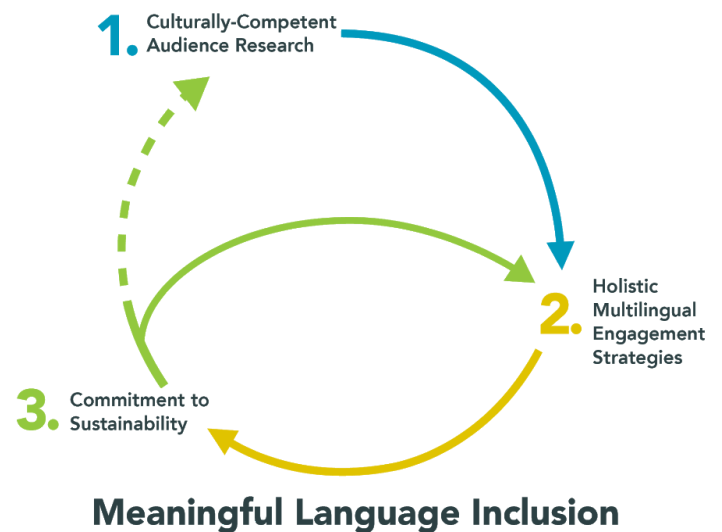 1. Culturally-Competent
Audience Research
2. Holistic
Multilingual
Engagement
Strategies
3. Commitment to
Sustainability
Meaningful Language Inclusion